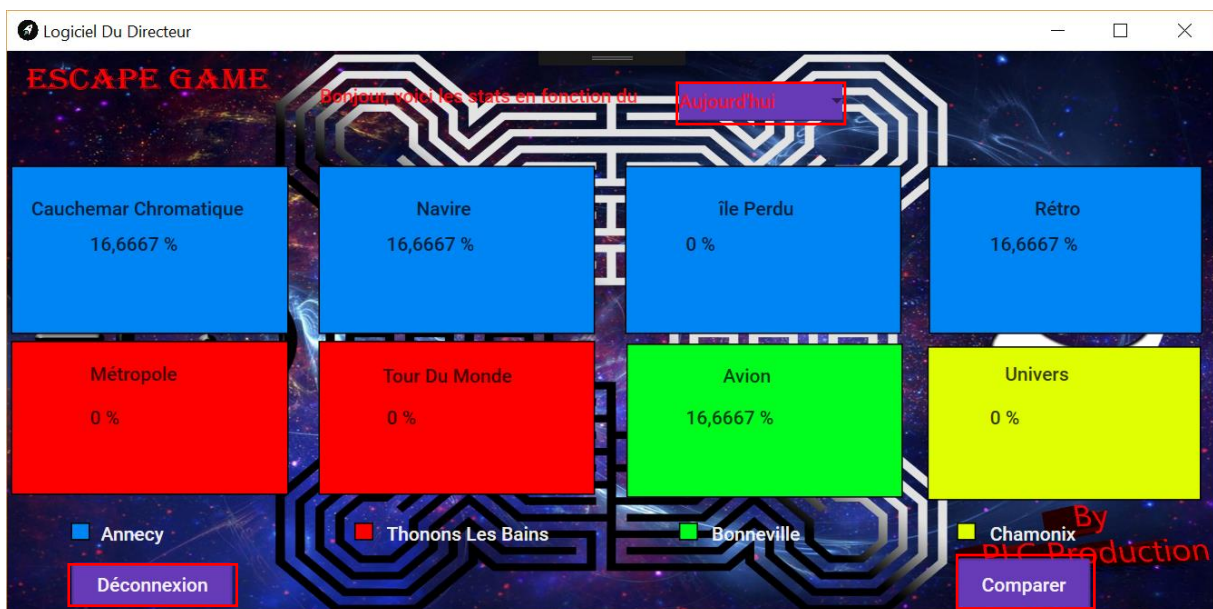 Logiciel Du Directeur
ESCAPE GAME
Bonjour, voici les stats en fonction du
Aujourd'hui
Cauchemar Chromatique
16,6667 %
Navire
16,6667 %
île Perdu
0 %
Rétro
16,6667 %
Métropole
0 %
Tour Du Monde
0 %
Avion
16,6667 %
Univers
0 %
Annecy
Thonons Les Bains
Bonneville
Chamonix
By
PLC Production
Déconnexion
Comparer